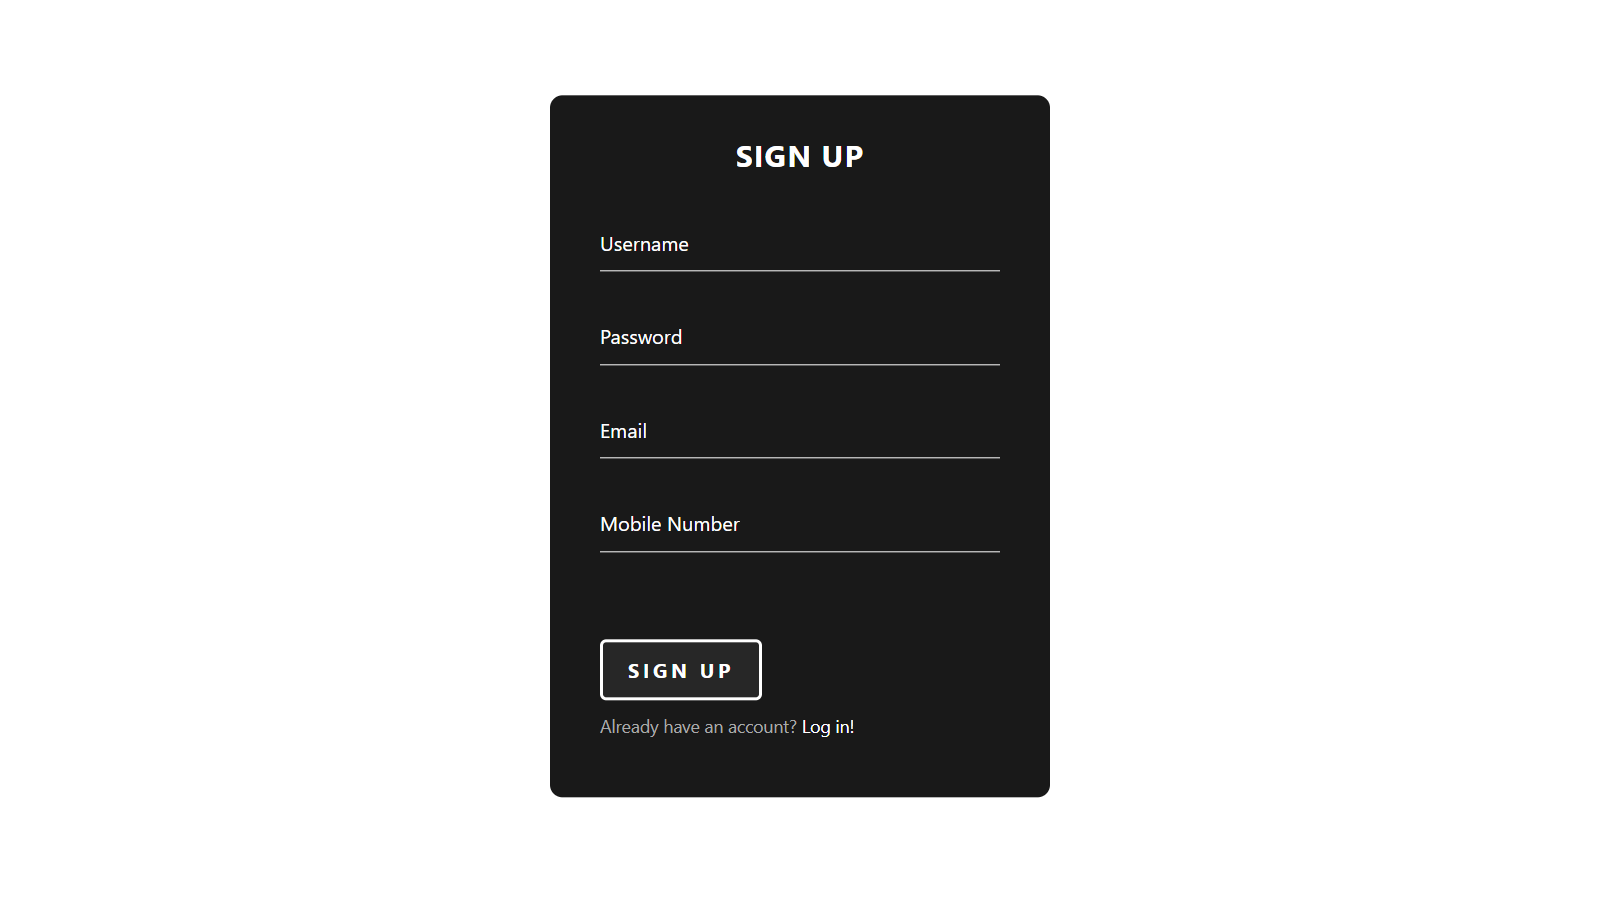 SIGN UP
Username
Password
Email
Mobile Number
SIGN UP
Already have an account? Log in!